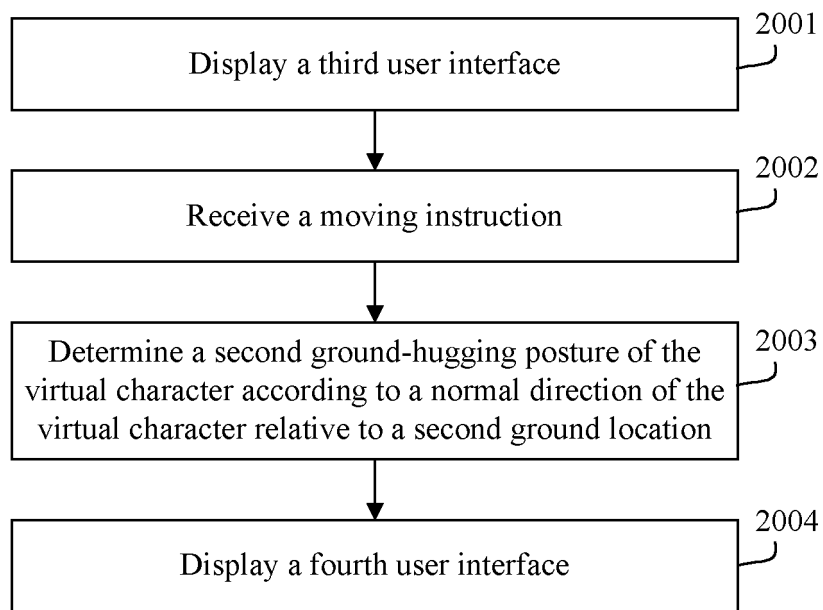 2001
Display a third user interface
2002
Receive a moving instruction
2003
Determine a second ground-hugging posture of the
virtual character according to a normal direction of the
virtual character relative to a second ground location
2004
Display a fourth user interface